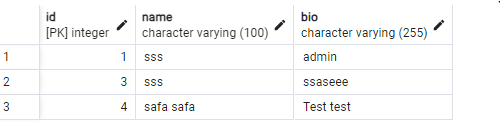 id name bio
[PK] integer character varying (100) character varying (255)
1 1 sss admin
2 3 sss ssaseee
3 4 safa safa Test test